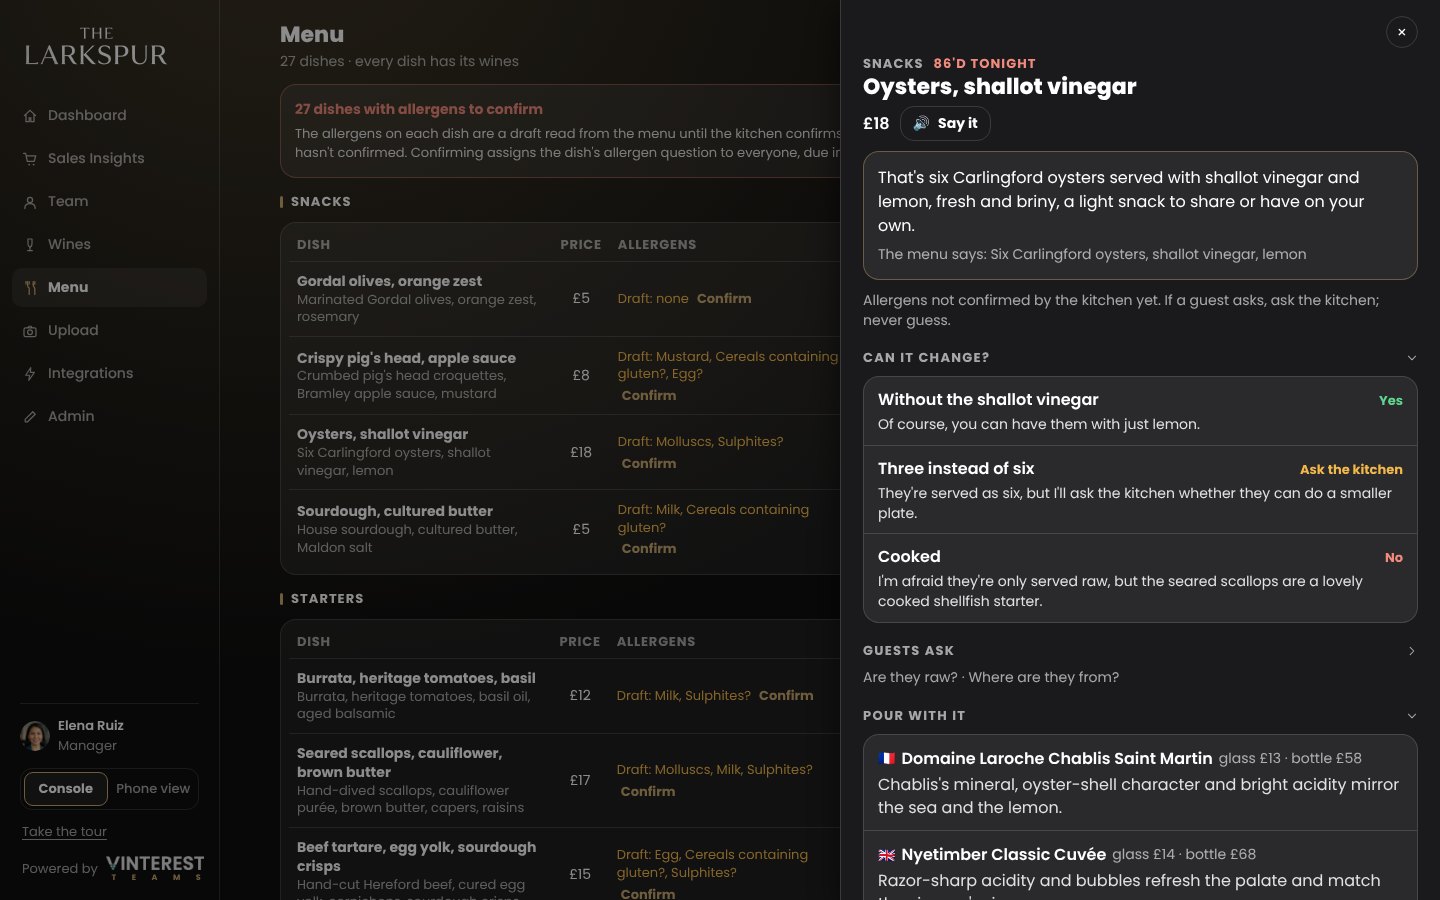 THE
LARKSPUR
Dashboard
Sales Insights
Team
Wines
Menu
Upload
Integrations
Admin
Elena Ruiz
Manager
Console
Phone view
Take the tour
Powered by VINTEREST
TEAMS
Menu
27 dishes · every dish has its wines
27 dishes with allergens to confirm
The allergens on each dish are a draft read from the menu until the kitchen confirms
hasn't confirmed. Confirming assigns the dish's allergen question to everyone, due in
SNACKS
DISH PRICE ALLERGENS
Gordal olives, orange zest
Marinated Gordal olives, orange zest,
rosemary
£5
Draft: none Confirm
Crispy pig's head, apple sauce
Crumbed pig's head croquettes,
Bramley apple sauce, mustard
£8
Draft: Mustard, Cereals containing
gluten?, Egg?
Confirm
Oysters, shallot vinegar
Six Carlingford oysters, shallot
vinegar, lemon
£18
Draft: Molluscs, Sulphites?
Confirm
Sourdough, cultured butter
House sourdough, cultured butter,
Maldon salt
£5
Draft: Milk, Cereals containing
gluten?
Confirm
STARTERS
DISH PRICE ALLERGENS
Burrata, heritage tomatoes, basil
Burrata, heritage tomatoes, basil oil,
aged balsamic
£12
Draft: Milk, Sulphites? Confirm
Seared scallops, cauliflower,
brown butter
Hand-dived scallops, cauliflower
purée, brown butter, capers, raisins
£17
Draft: Molluscs, Milk, Sulphites?
Confirm
Beef tartare, egg yolk, sourdough
crisps
Hand-cut Hereford beef, cured egg
£15
Draft: Egg, Cereals containing
gluten?, Sulphites?
Confirm
×
SNACKS 86'D TONIGHT
Oysters, shallot vinegar
£18
Say it
That's six Carlingford oysters served with shallot vinegar and
lemon, fresh and briny, a light snack to share or have on your
own.
The menu says: Six Carlingford oysters, shallot vinegar, lemon
Allergens not confirmed by the kitchen yet. If a guest asks, ask the kitchen;
never guess.
CAN IT CHANGE?
Without the shallot vinegar Yes
Of course, you can have them with just lemon.
Three instead of six Ask the kitchen
They're served as six, but I'll ask the kitchen whether they can do a smaller
plate.
Cooked No
I'm afraid they're only served raw, but the seared scallops are a lovely
cooked shellfish starter.
GUESTS ASK
Are they raw? · Where are they from?
POUR WITH IT
Domaine Laroche Chablis Saint Martin glass £13 · bottle £58
Chablis's mineral, oyster-shell character and bright acidity mirror
the sea and the lemon.
Nyetimber Classic Cuvée glass £14 · bottle £68
Razor-sharp acidity and bubbles refresh the palate and match